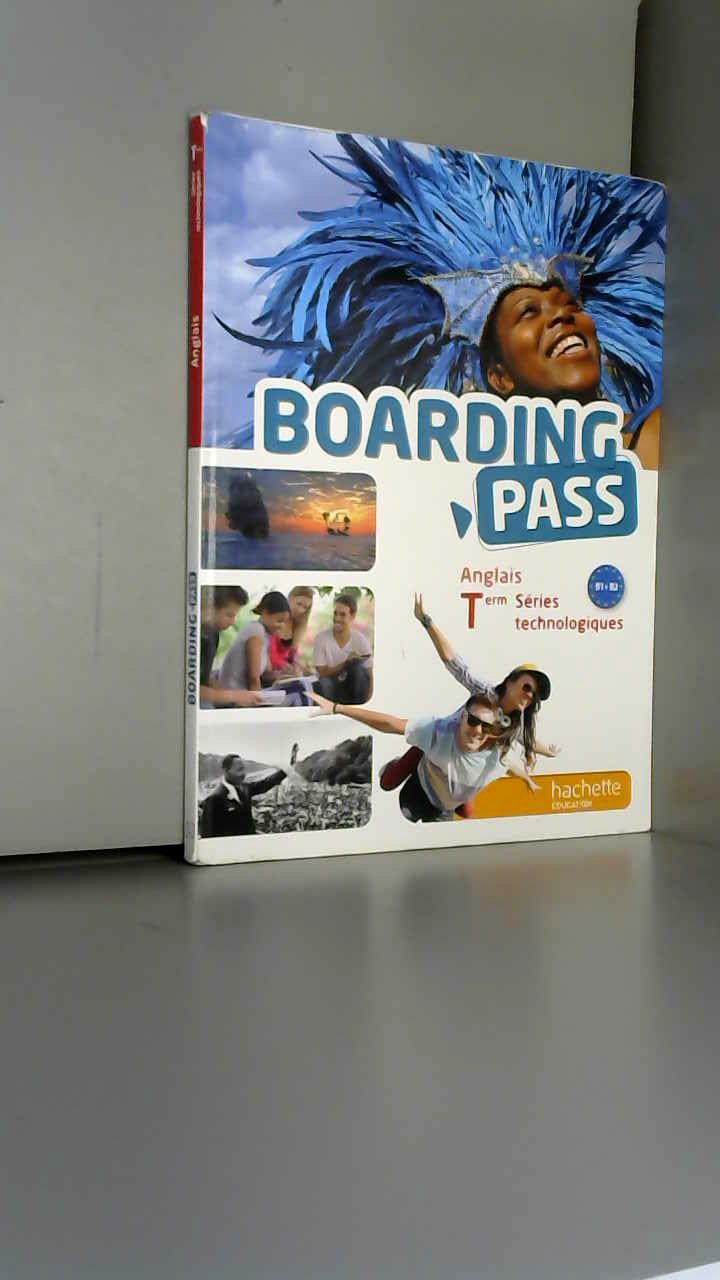 BOARDING
PASS
Anglais
Term Séries
technologiques
B1 > B2
hachette
ÉDUCATION
Anglais
BOARDING PASS